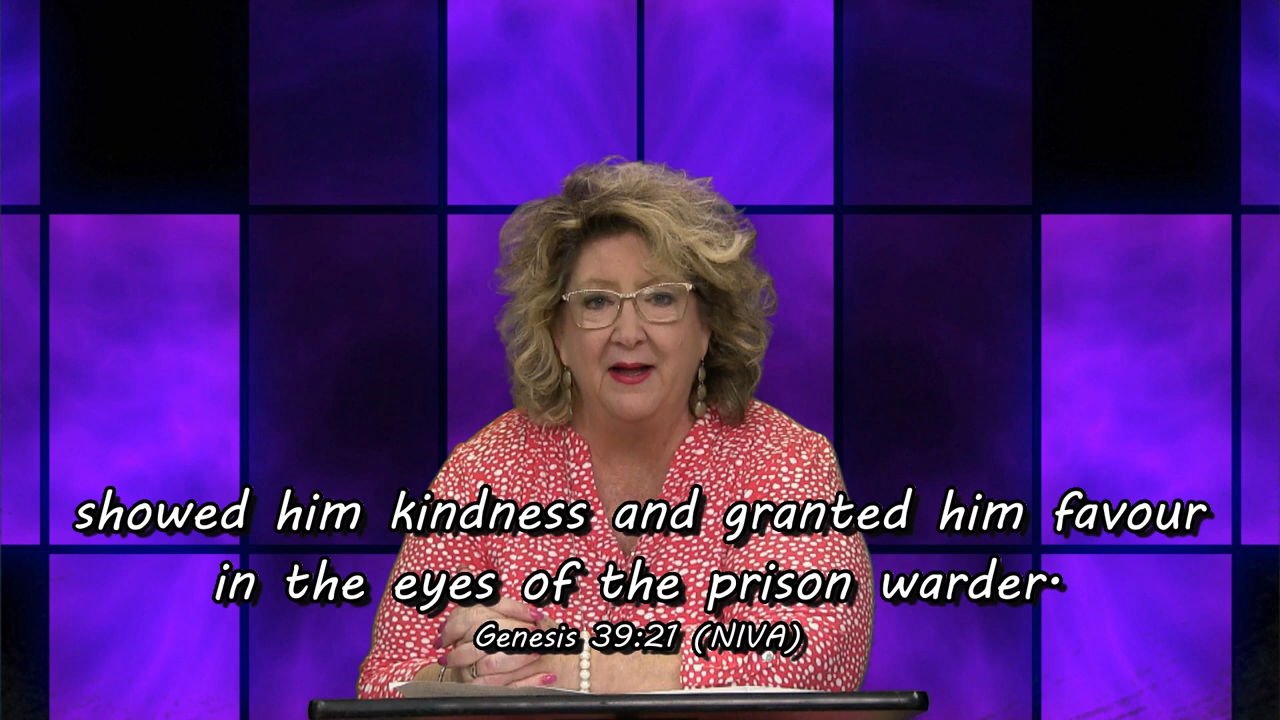 showed him kindness and granted him favour
in the eyes of the prison warder.
Genesis 39:21 (NIVA)